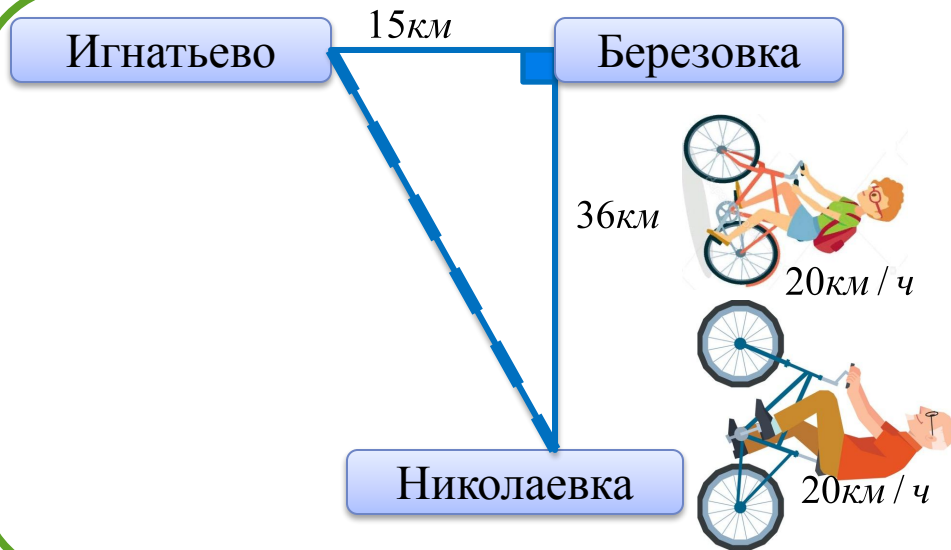 15км
Игнатьево
Березовка
36км
20км / ч
Николаевка
20км / ч